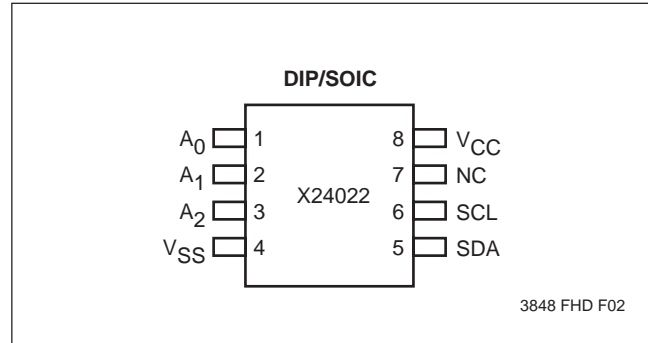 DIP/SOIC
A0 1 8 VCC
A1 2 7 NC
X24022
A2 3 6 SCL
VSS 4 5 SDA
3848 FHD F02